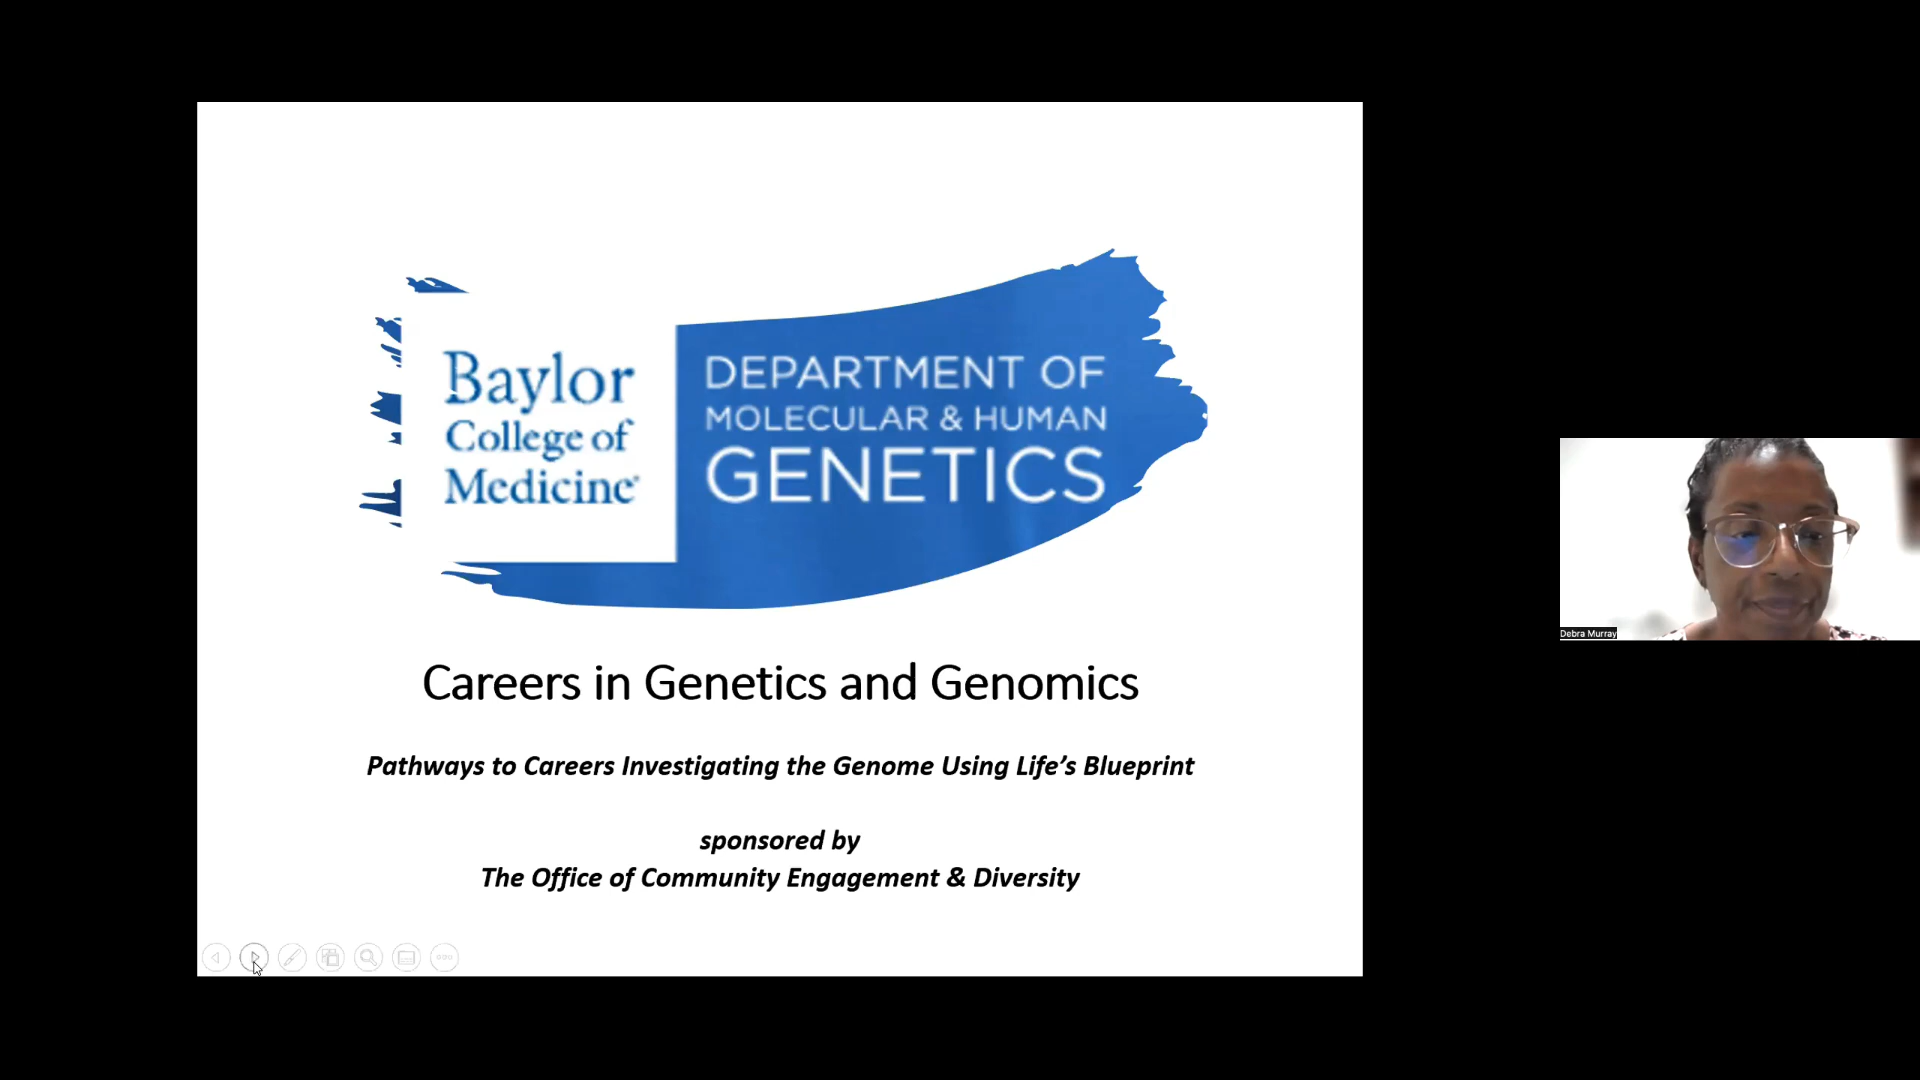 Baylor
College of
Medicine®
DEPARTMENT OF
MOLECULAR & HUMAN
GENETICS
Careers in Genetics and Genomics
Pathways to Careers Investigating the Genome Using Life’s Blueprint
sponsored by
The Office of Community Engagement & Diversity
Debra Murray